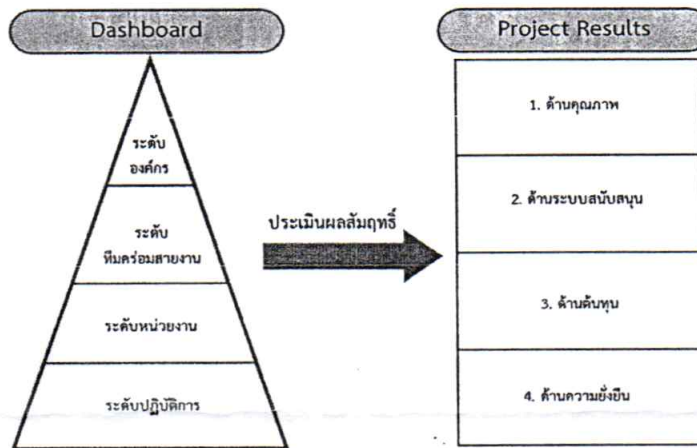 Dashboard
ระดับ
องค์กร
ระดับ
ทีมคร่อมสายงาน
ระดับหน่วยงาน
ระดับปฏิบัติการ
ประเมินผลสัมฤทธิ์
Project Results
1. ด้านคุณภาพ
2. ด้านระบบสนับสนุน
3. ด้านต้นทุน
4. ด้านความยั่งยืน